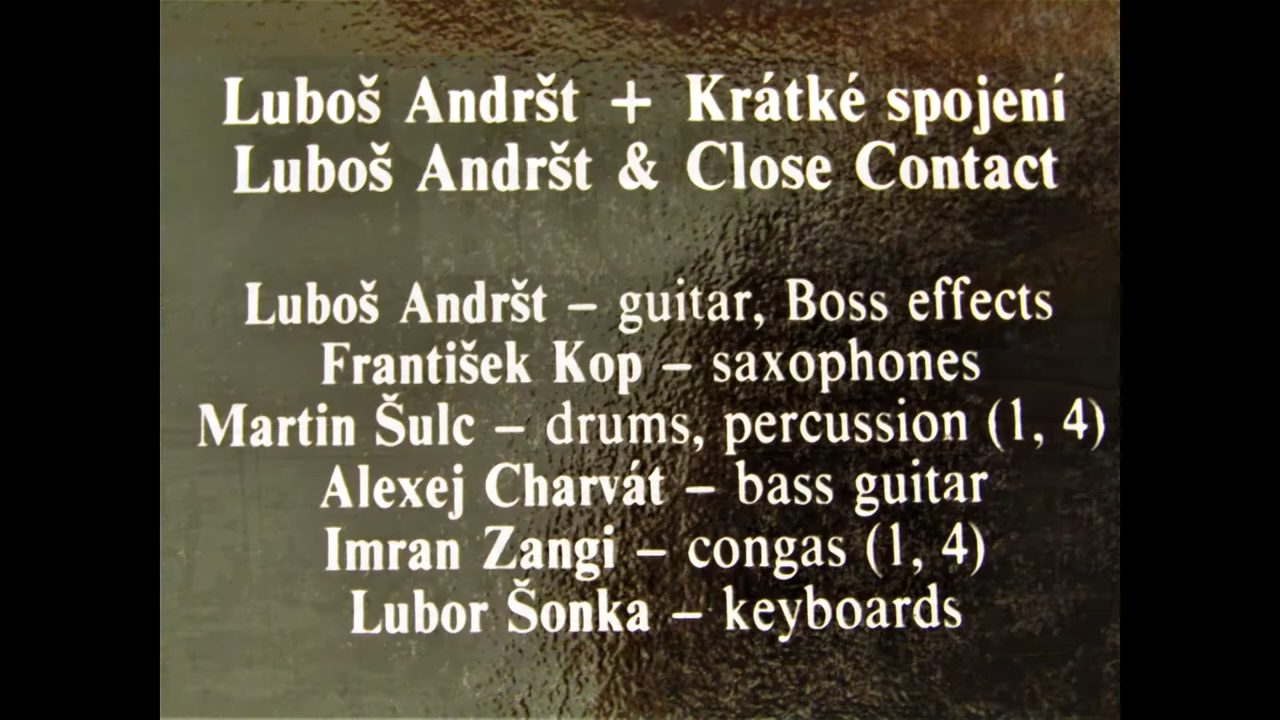 Luboš Andršt + Krátké spojení
Luboš Andršt & Close Contact
Luboš Andršt – guitar, Boss effects
František Kop – saxophones
Martin Šulc – drums, percussion (1, 4)
Alexej Charvát – bass guitar
Imran Zangi – congas (1, 4)
Lubor Šonka – keyboards